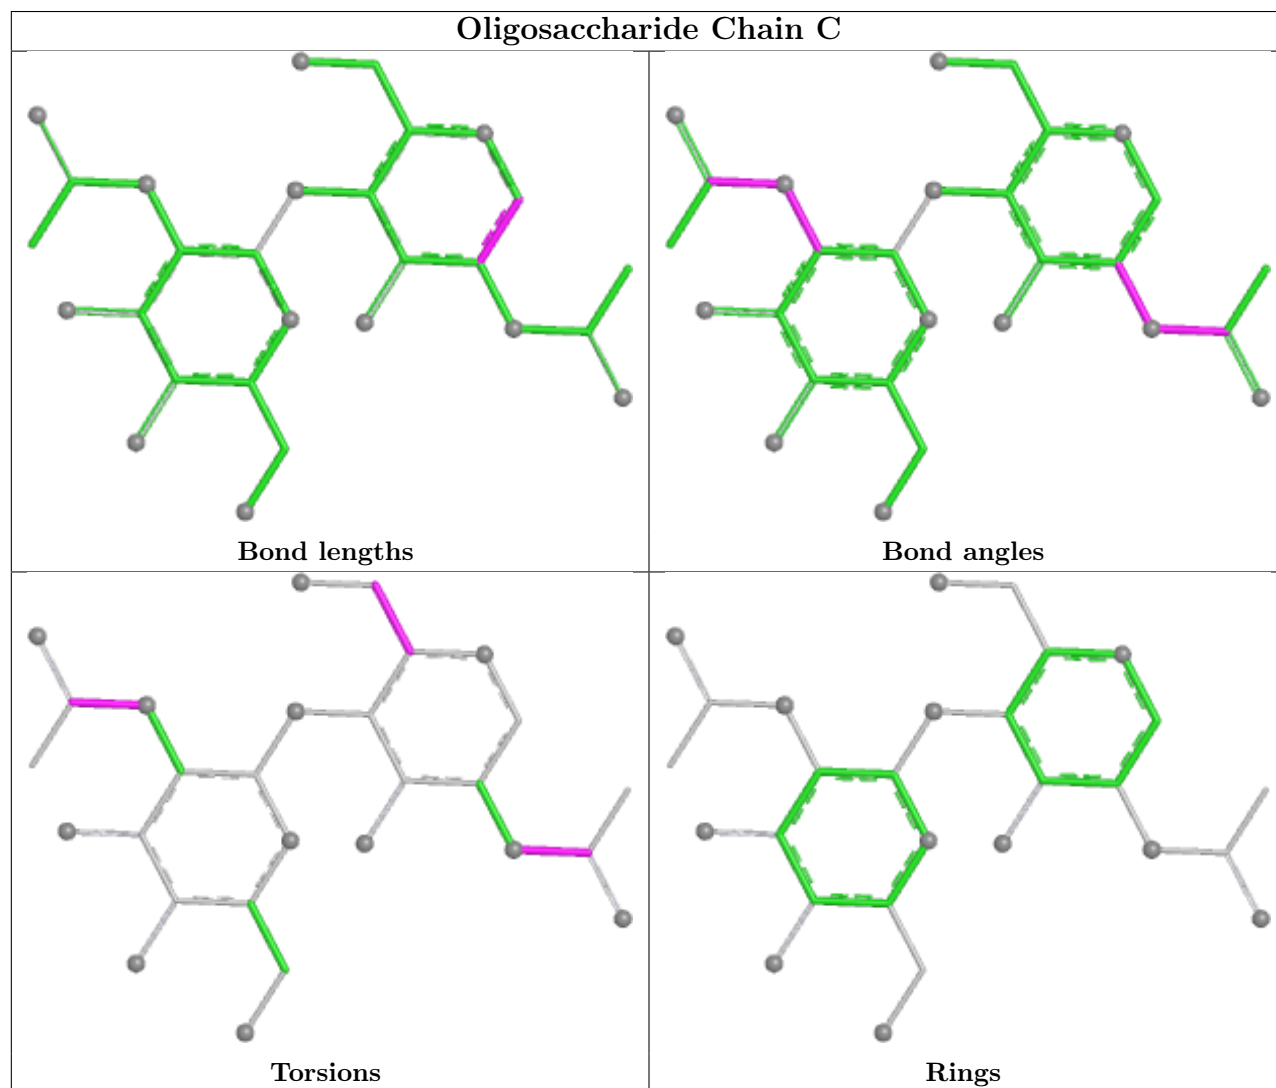 Oligosaccharide Chain C
Bond lengths
Bond angles
Torsions
Rings